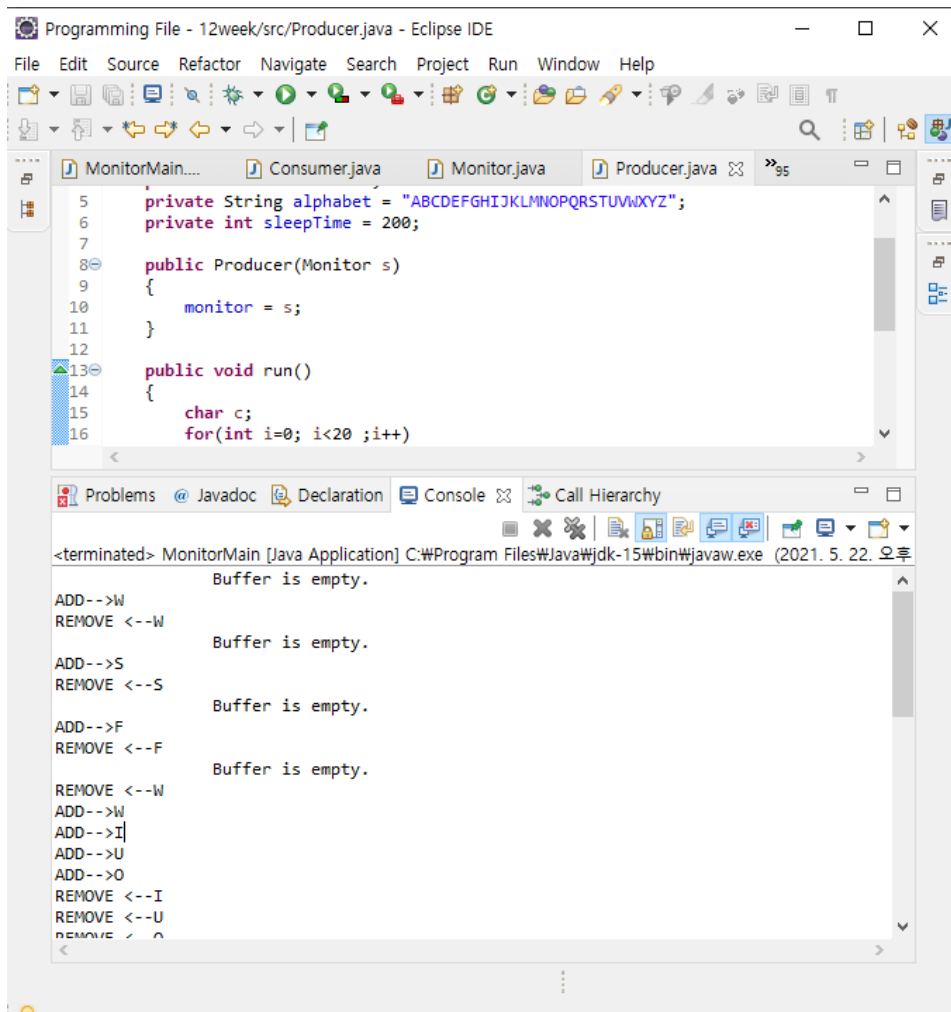 Programming File - 12week/src/Producer.java - Eclipse IDE
File Edit Source Refactor Navigate Search Project Run Window Help
MonitorMain.... Consumer.java Monitor.java Producer.java »95
5 private String alphabet = "ABCDEFGHIJKLMNOPQRSTUVWXYZ";
6 private int sleepTime = 200;
7
8 public Producer(Monitor s)
9 {
10 monitor = s;
11 }
12
13 public void run()
14 {
15 char c;
16 for(int i=0; i<20 ;i++)
Problems @ Javadoc Declaration Console Call Hierarchy
<terminated> MonitorMain [Java Application] C:₩Program Files₩Java₩jdk-15₩bin₩javaw.exe (2021. 5. 22. 오후
Buffer is empty.
ADD-->W
REMOVE <--W
Buffer is empty.
ADD-->S
REMOVE <--S
Buffer is empty.
ADD-->F
REMOVE <--F
Buffer is empty.
REMOVE <--W
ADD-->W
ADD-->I
ADD-->U
ADD-->O
REMOVE <--I
REMOVE <--U
REMOVE <--O